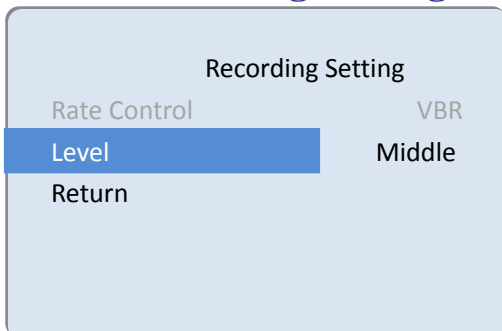 Recording Setting
Rate Control VBR
Level Middle
Return